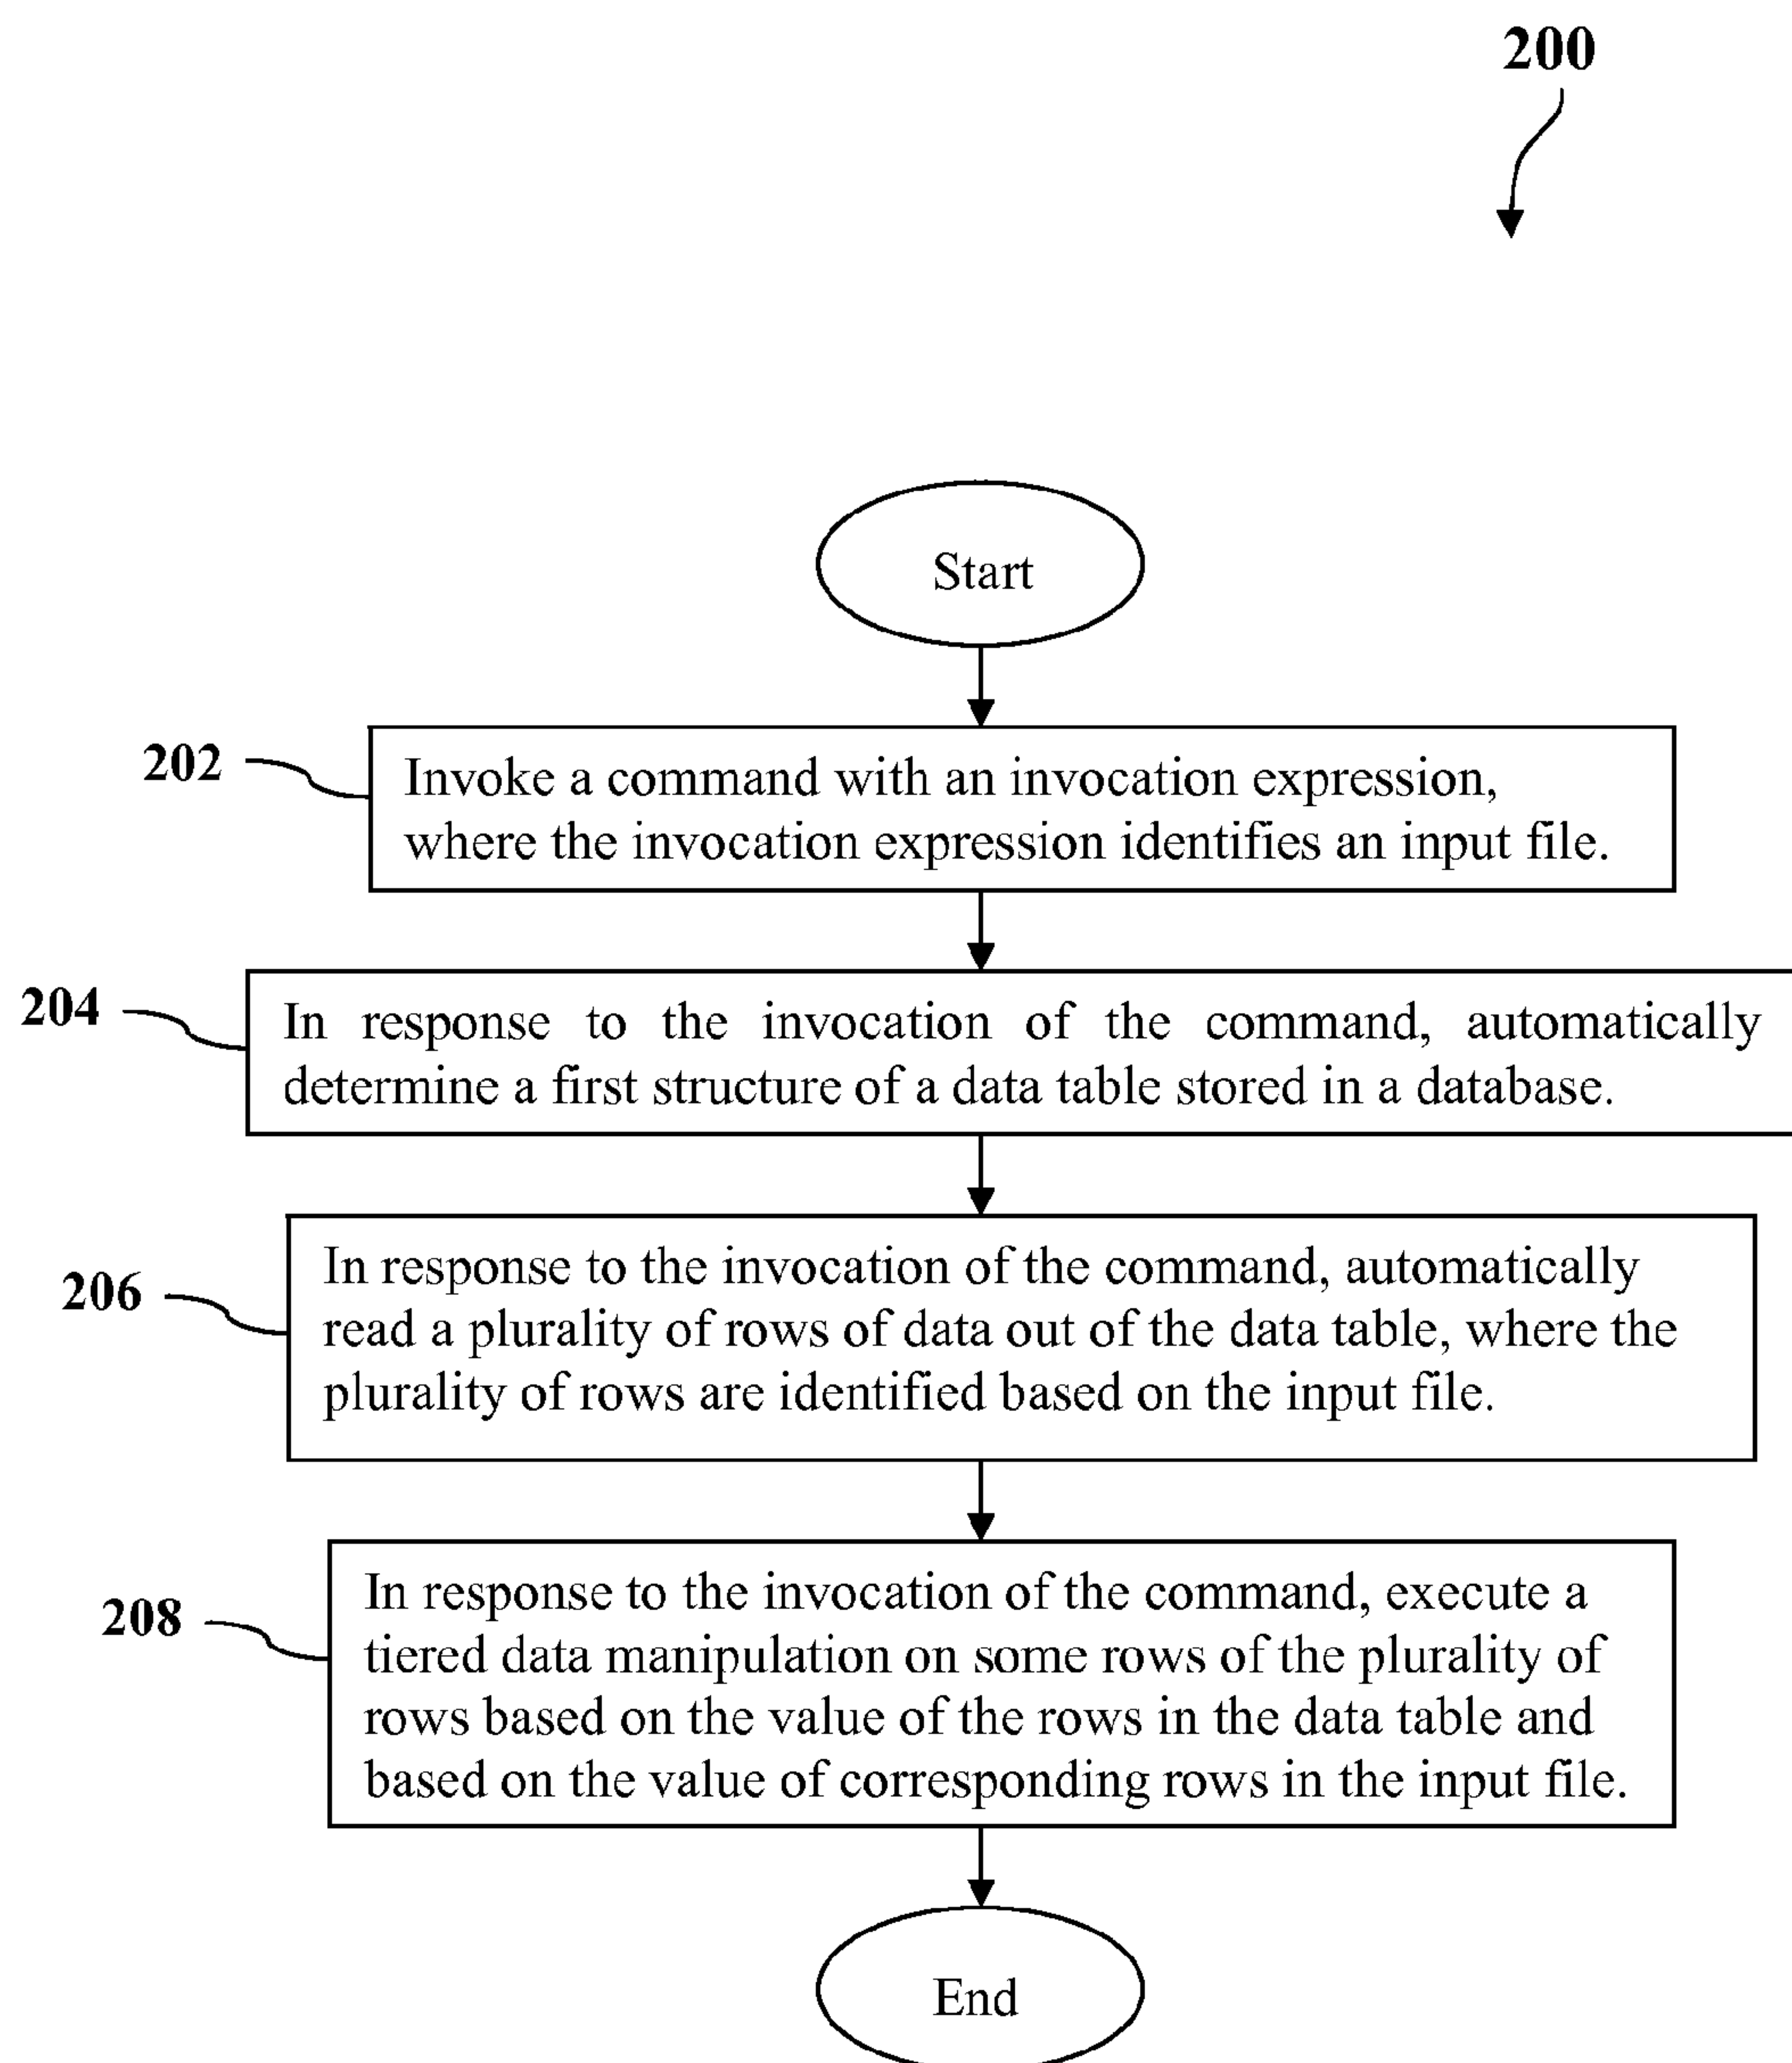 200
Start
202
Invoke a command with an invocation expression,
where the invocation expression identifies an input file.
204
In response to the invocation of the command, automatically
determine a first structure of a data table stored in a database.
206
In response to the invocation of the command, automatically
read a plurality of rows of data out of the data table, where the
plurality of rows are identified based on the input file.
208
In response to the invocation of the command, execute a
tiered data manipulation on some rows of the plurality of
rows based on the value of the rows in the data table and
based on the value of corresponding rows in the input file.
End